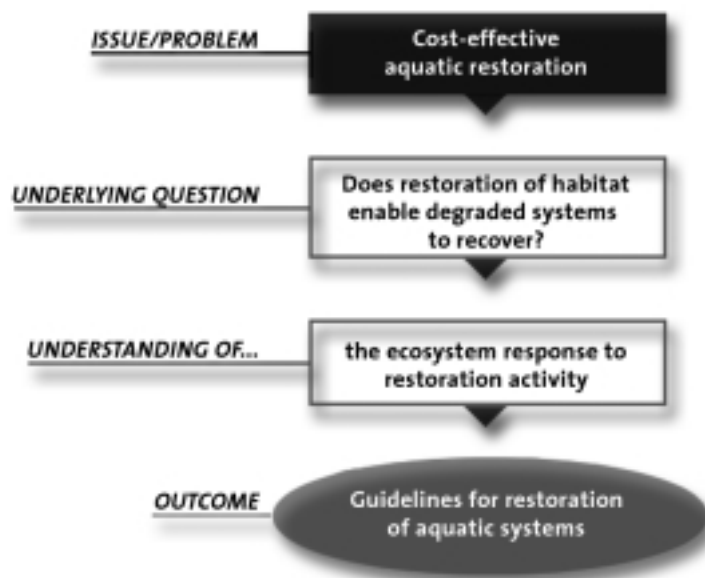 ISSUE/PROBLEM
Cost-effective
aquatic restoration
UNDERLYING QUESTION
Does restoration of habitat
enable degraded systems
to recover?
UNDERSTANDING OF...
the ecosystem response to
restoration activity
OUTCOME
Guidelines for restoration
of aquatic systems